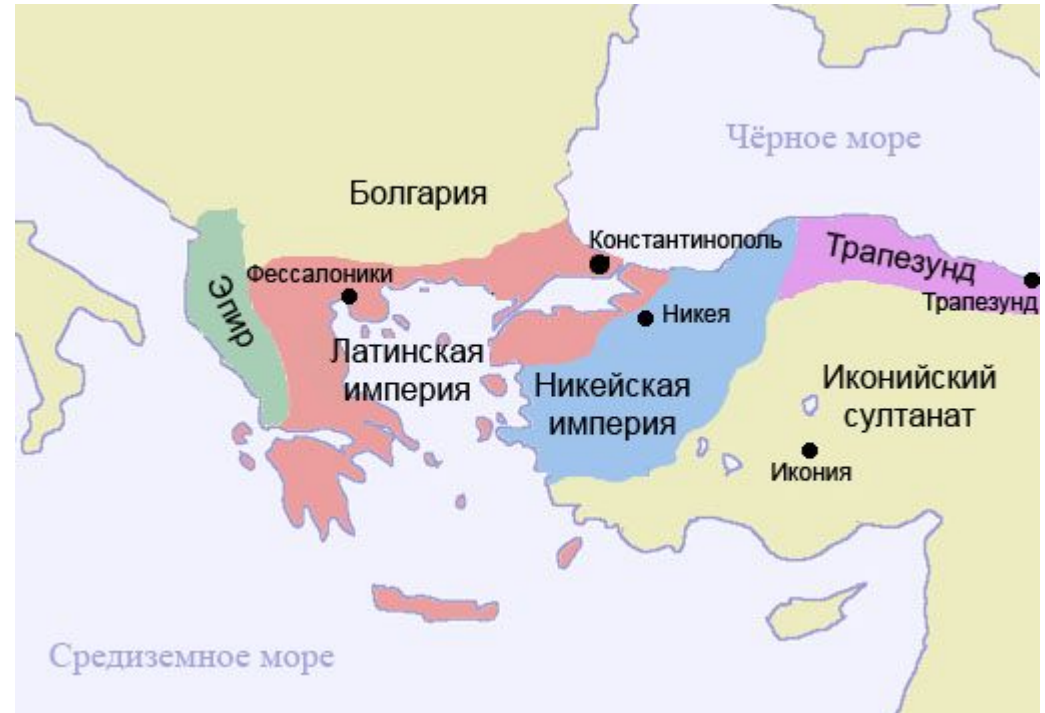 Чёрное море
Болгария
Константинополь
Трапезунд
Фессалоники
Эпир
Трапезунд
Никея
Латинская
империя
Никейская
империя
Иконийский
султанат
Икония
Средиземное море